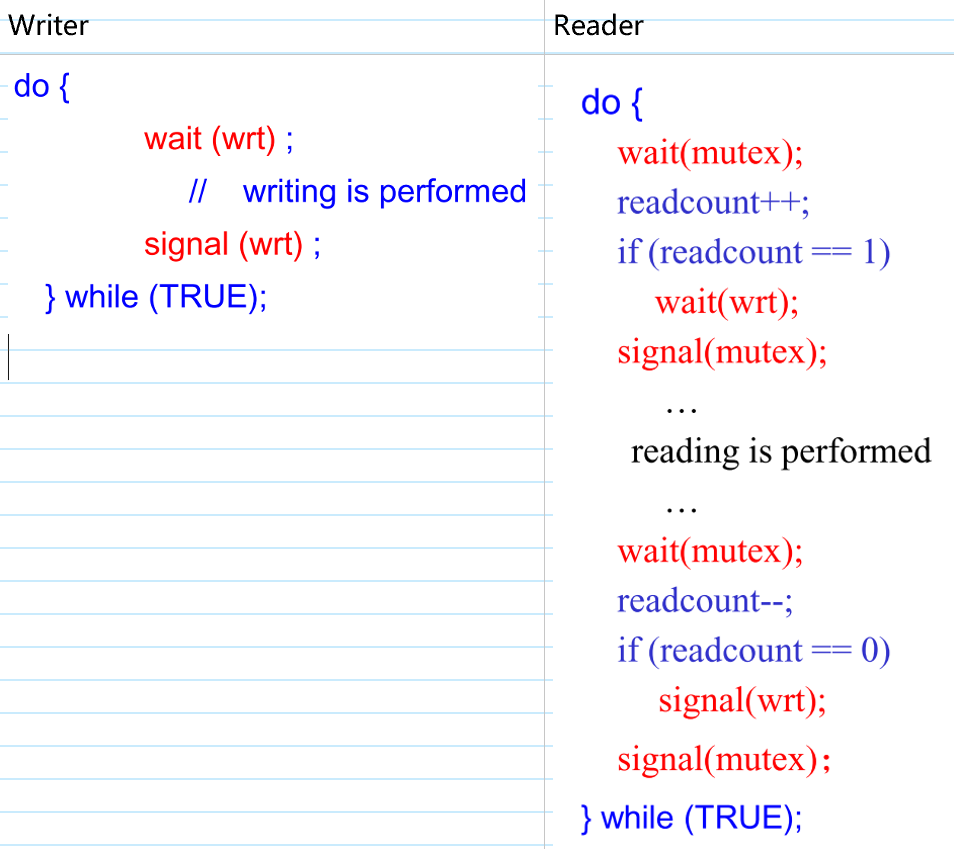 Writer
do {
wait (wrt) ;
// writing is performed
signal (wrt) ;
} while (TRUE);
Reader
do {
wait(mutex);
readcount++;
if (readcount == 1)
wait(wrt);
signal(mutex);
…
reading is performed
…
wait(mutex);
readcount--;
if (readcount == 0)
signal(wrt);
signal(mutex);
} while (TRUE);